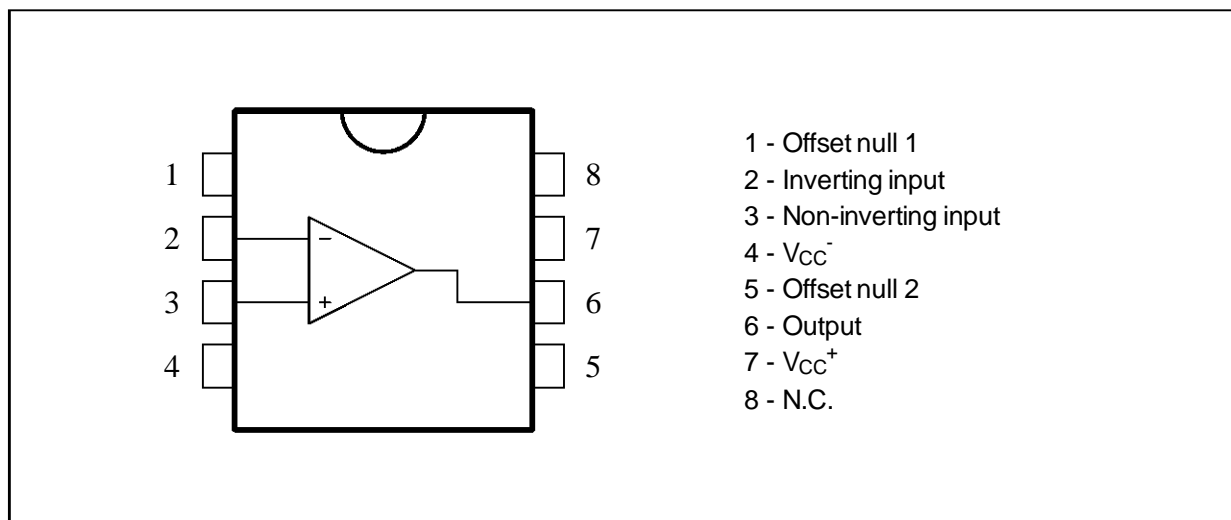 1
2
3
4
8
7
6
5
−
+
1 - Offset null 1
2 - Inverting input
3 - Non-inverting input
4 - VCC-
5 - Offset null 2
6 - Output
7 - VCC+
8 - N.C.